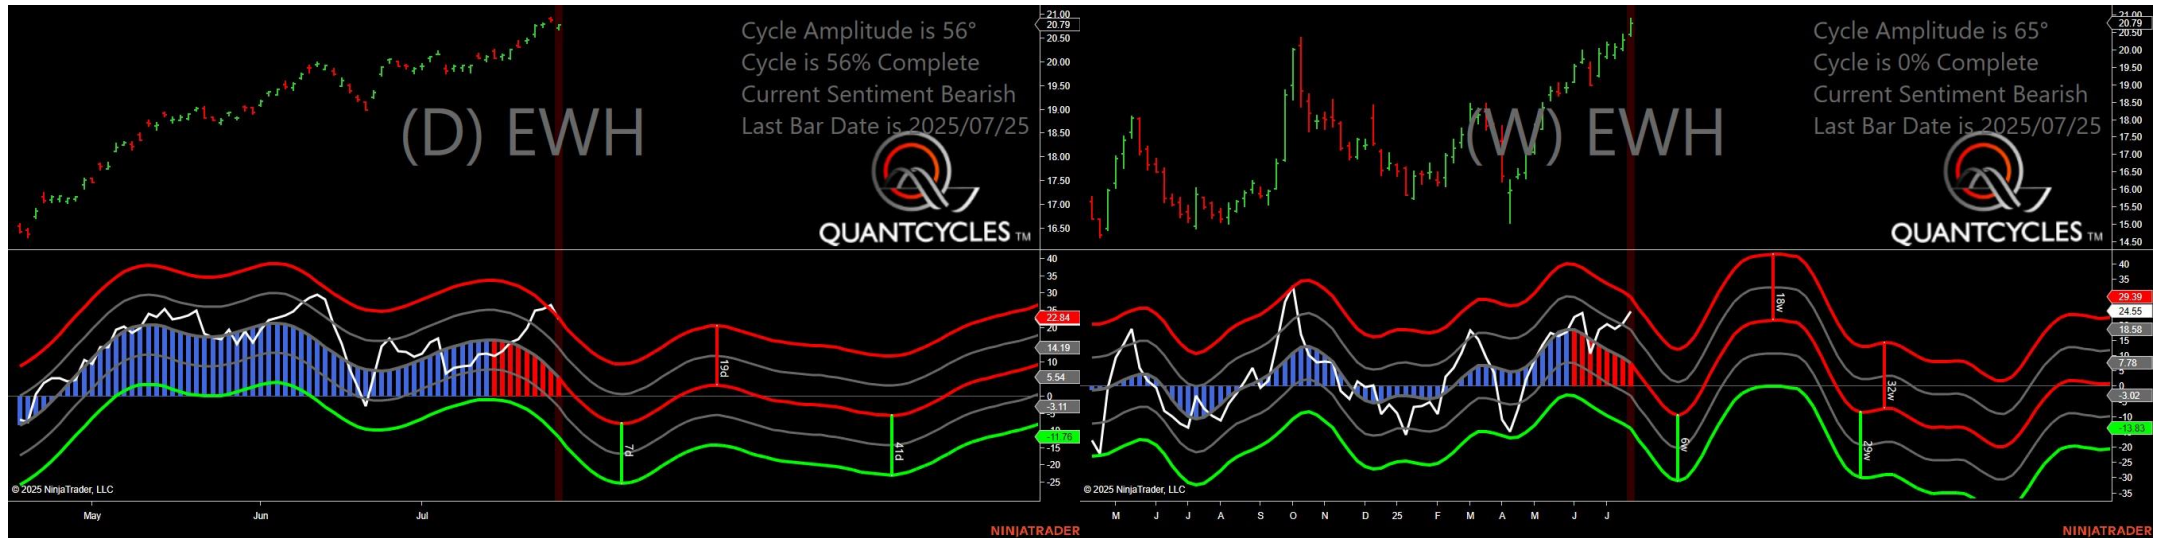 Cycle Amplitude is 56°
Cycle is 56% Complete
Current Sentiment Bearish
Last Bar Date is 2025/07/25
(D) EWH
QUANTCYCLES TM
21.00
20.79
20.50
20.00
19.50
19.00
18.50
18.00
17.50
17.00
16.50
40
35
30
25
22.84
20
14.19
10
5.54
0
-3.11
-5
-10
-11.76
-15
-20
-25
19d
7d
41d
© 2025 NinjaTrader, LLC
May
Jun
Jul
NINJATRADER
Cycle Amplitude is 65°
Cycle is 0% Complete
Current Sentiment Bearish
Last Bar Date is 2025/07/25
(W) EWH
QUANTCYCLES TM
21.00
20.79
20.50
20.00
19.50
19.00
18.50
18.00
17.50
17.00
16.50
16.00
15.50
15.00
14.50
40
35
29.39
24.55
18.58
15
10
7.78
5
0
-3.02
-5
-10
-13.83
-20
-25
-30
-35
18w
32w
6w
29w
© 2025 NinjaTrader, LLC
M
J
J
A
S
O
N
D
25
F
M
A
M
J
J
NINJATRADER